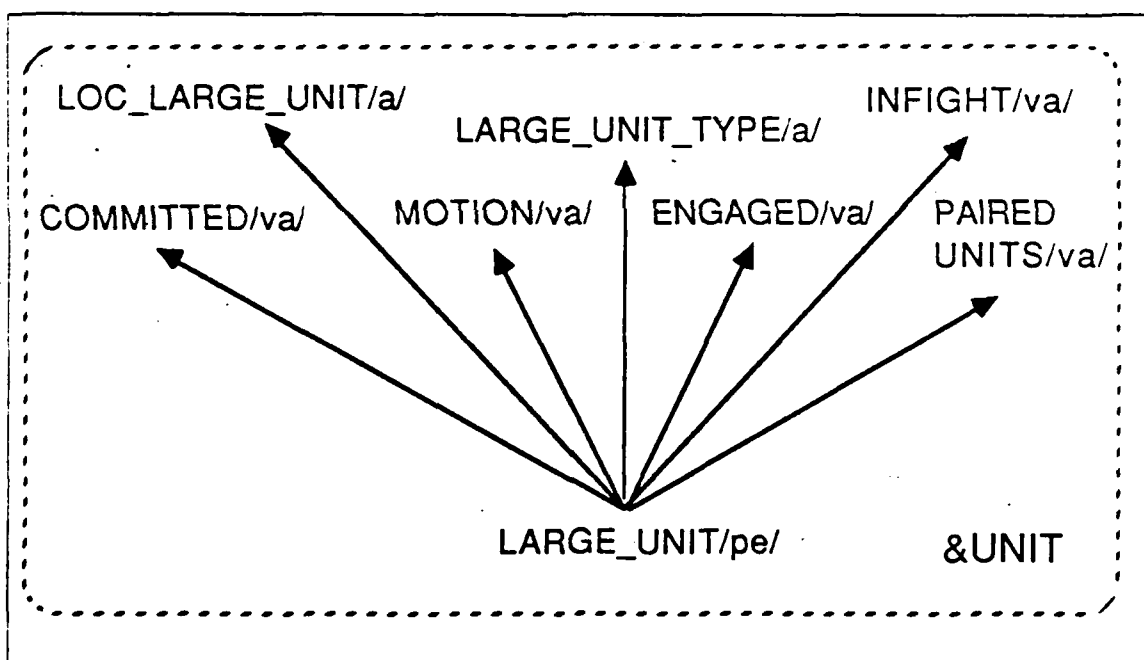 LOC_LARGE_UNIT/a/
LARGE_UNIT_TYPE/a/
INFIGHT/va/
COMMITTED/va/
MOTION/va/
ENGAGED/va/
PAIRED
UNITS/va/
LARGE_UNIT/pe/
&UNIT